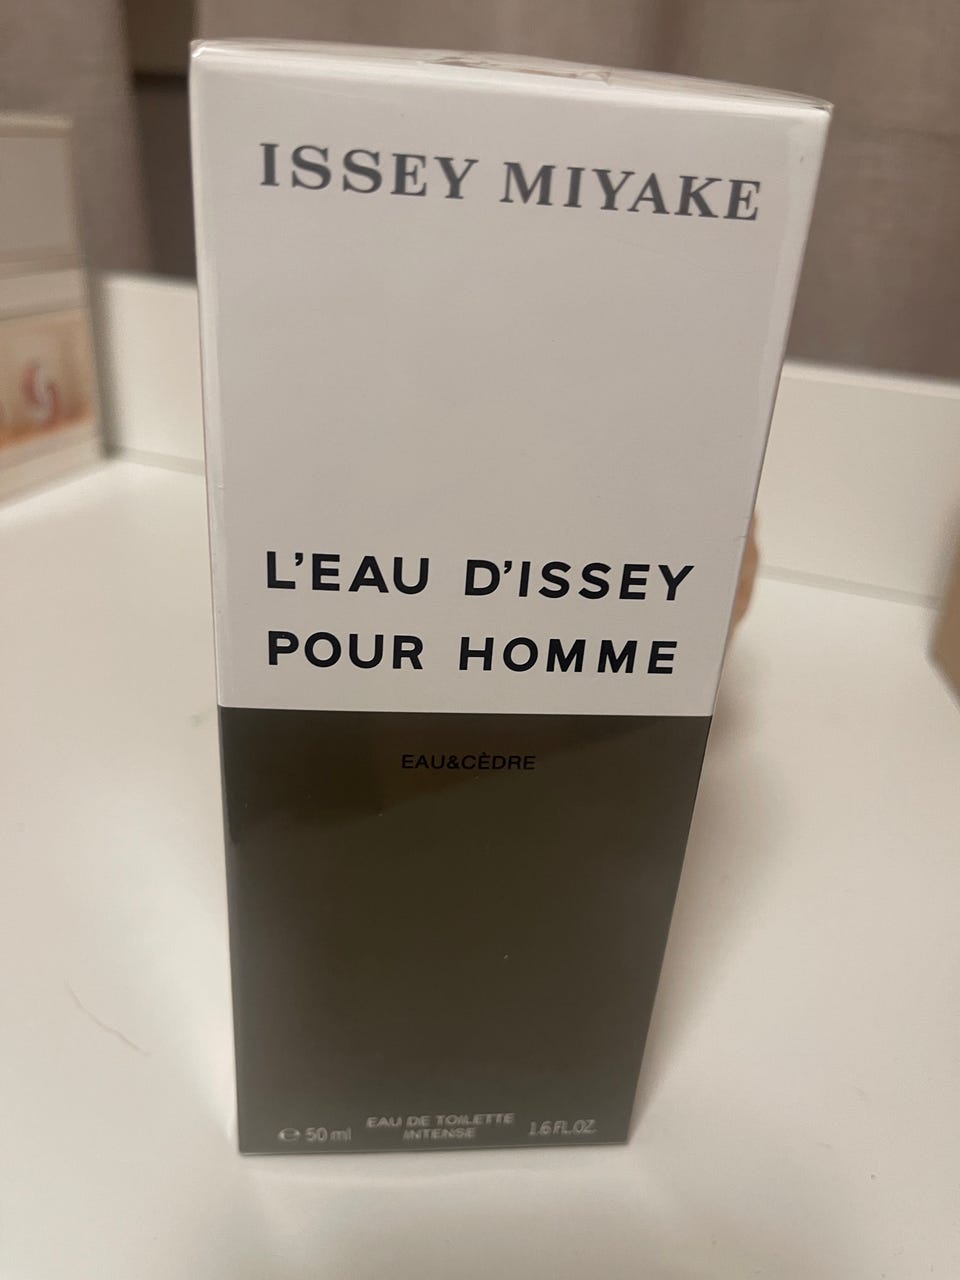 ISSEY MIYAKE
L'EAU D'ISSEY
POUR HOMME
EAU&CÈDRE
℮ 50 ml EAU DE TOILETTE INTENSE 1.6 FL.OZ.